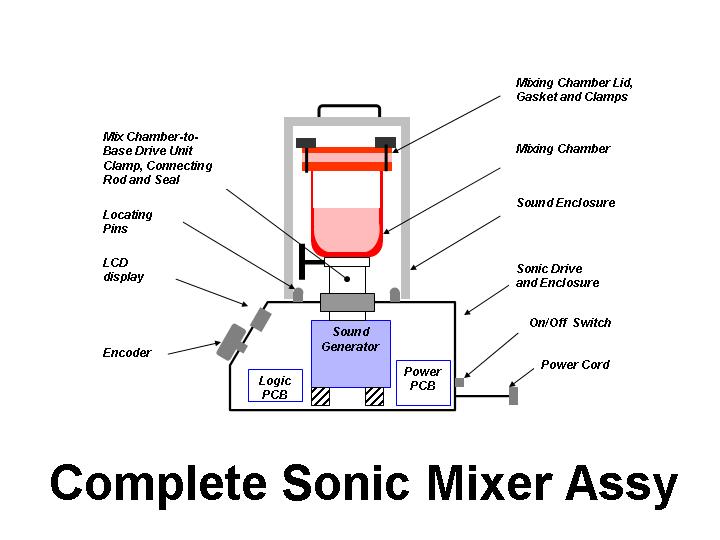 Mixing Chamber Lid,
Gasket and Clamps
Mix Chamber-to-
Base Drive Unit
Clamp, Connecting
Rod and Seal
Mixing Chamber
Sound Enclosure
Locating
Pins
LCD
display
Sonic Drive
and Enclosure
On/Off Switch
Encoder
Sound
Generator
Power Cord
Logic
PCB
Power
PCB
Complete Sonic Mixer Assy